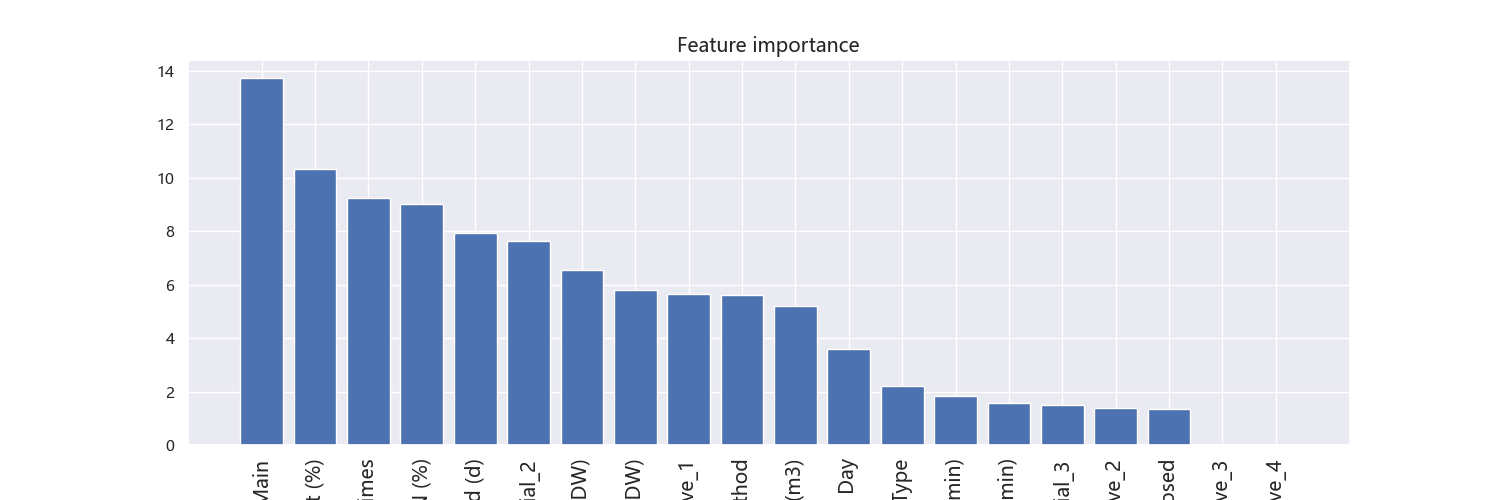 Feature importance
14
12
10
8
6
4
2
0
Main
t (%)
imes
N (%)
d (d)
ial_2
DW)
DW)
ve_1
thod
(m3)
Day
Type
min)
min)
ial_3
ve_2
osed
ve_3
ve_4